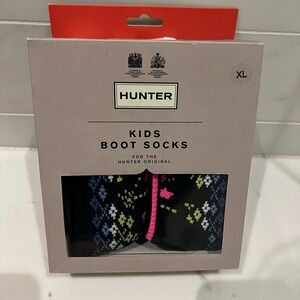 XL
HUNTER
KIDS
BOOT SOCKS
FOR THE
HUNTER ORIGINAL